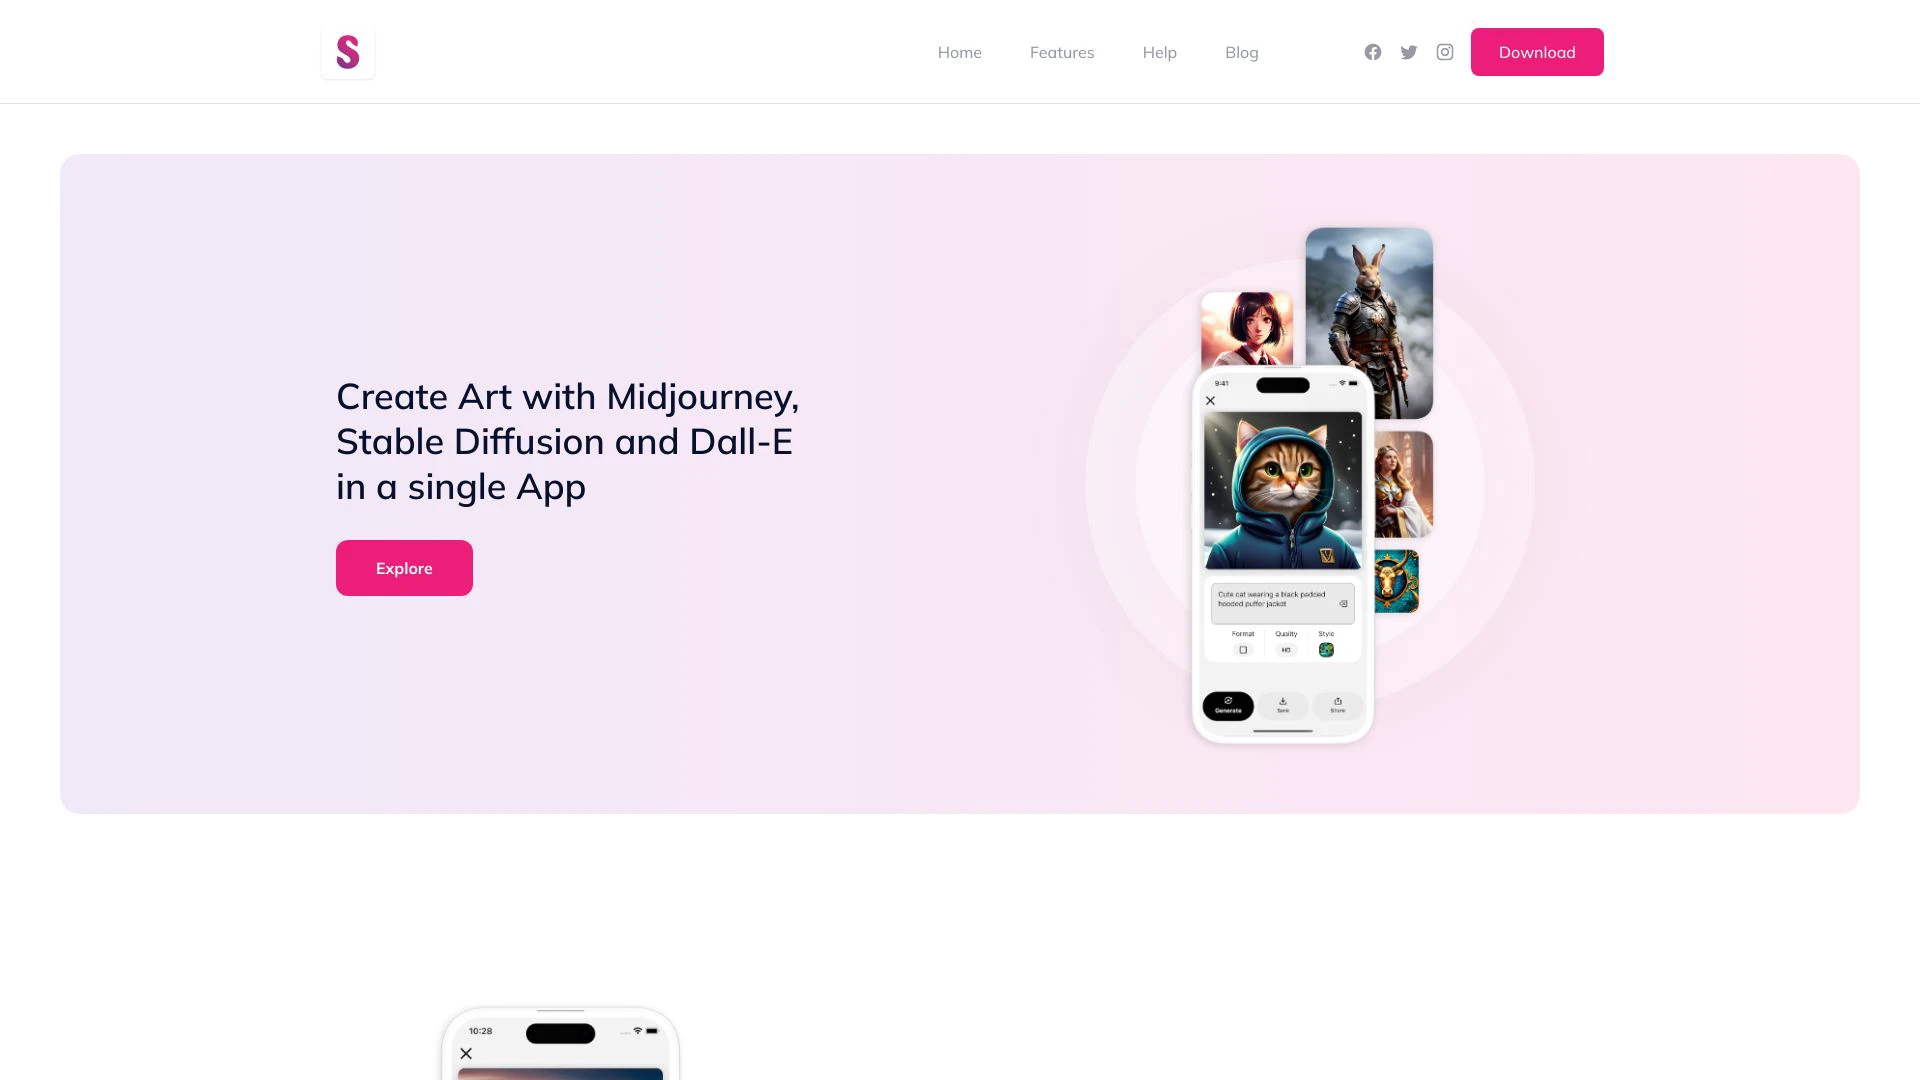 S
Home
Features
Help
Blog
Download
Create Art with Midjourney,
Stable Diffusion and Dall-E
in a single App
Explore
9:41
Cute cat wearing a black padded
hooded puffer jacket
Format
Quality
Style
HD
Generate
Save
Share
10:28